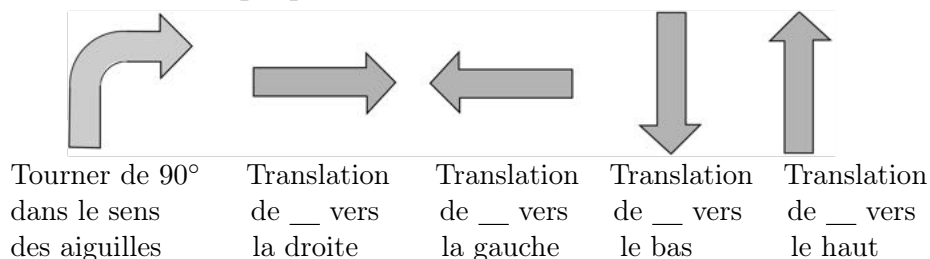 Tourner de 90° dans le sens des aiguilles
Translation de __ vers la droite
Translation de __ vers la gauche
Translation de __ vers le bas
Translation de __ vers le haut